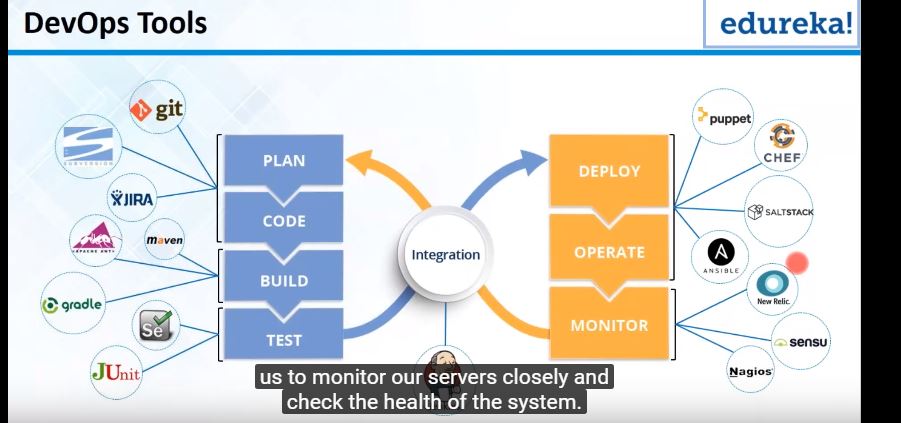 DevOps Tools
edureka!
git
SUBVERSION
JIRA
APACHE ANT
maven
gradle
Se
JUnit
PLAN
CODE
BUILD
TEST
Integration
DEPLOY
OPERATE
MONITOR
puppet
CHEF
SALTSTACK
A
ANSIBLE
New Relic.
sensu
Nagios
us to monitor our servers closely and
check the health of the system.